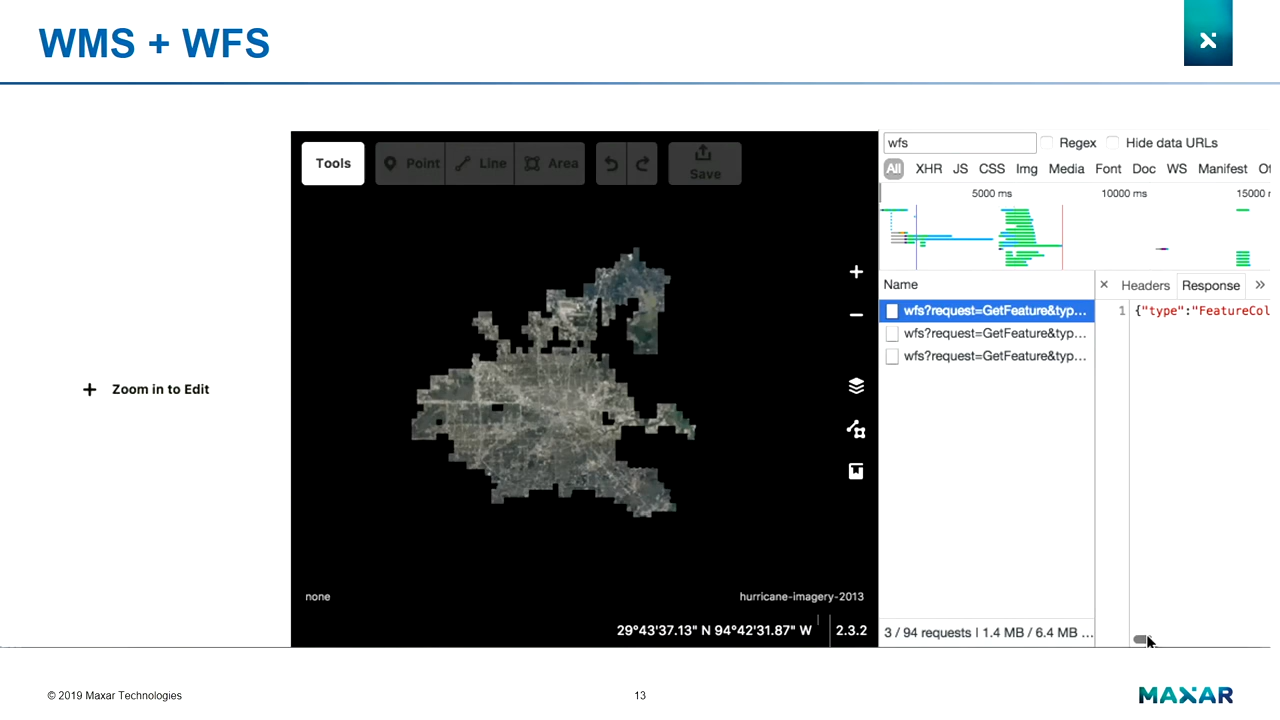 WMS + WFS
Tools
Point
Line
Area
Save
Zoom in to Edit
none
hurricane-imagery-2013
29°43'37.13" N 94°42'31.87" W
2.3.2
wfs
Regex
Hide data URLs
All XHR JS CSS Img Media Font Doc WS Manifest
5000 ms 10000 ms 15000
Name
× Headers Response »
wfs?request=GetFeature&typ…
wfs?request=GetFeature&typ…
wfs?request=GetFeature&typ…
1 {"type":"FeatureCol
3 / 94 requests | 1.4 MB / 6.4 MB …
© 2019 Maxar Technologies
13
MAXAR